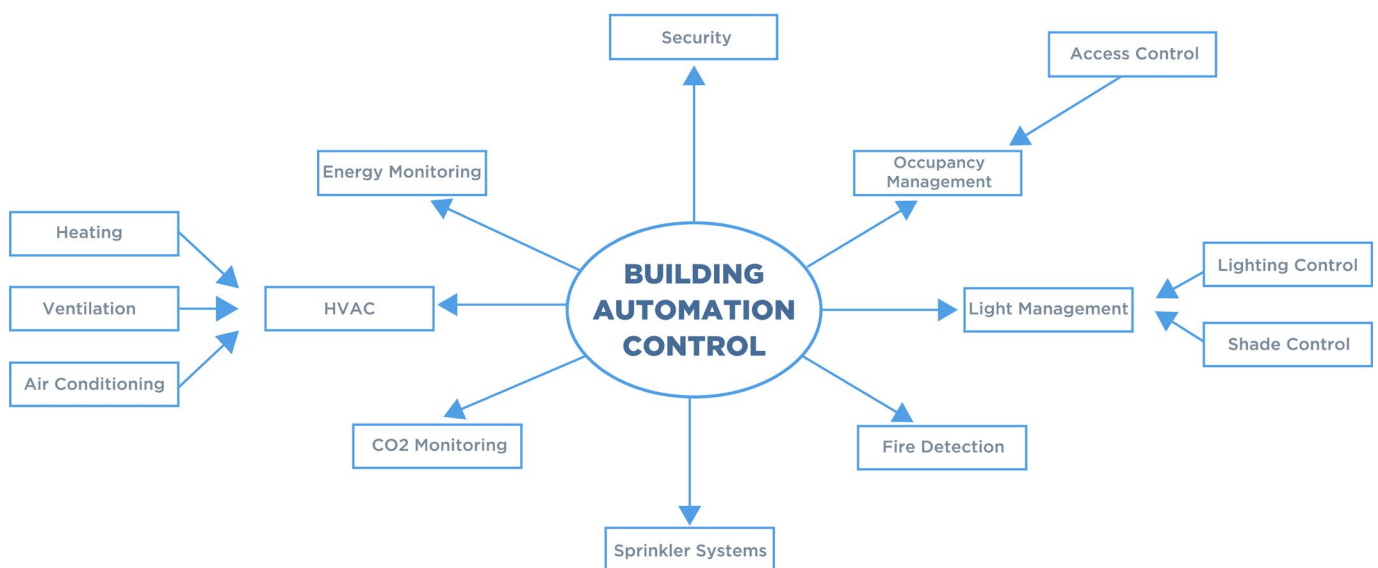 Security
Access Control
Energy Monitoring
Occupancy
Management
Heating
BUILDING
AUTOMATION
CONTROL
Lighting Control
Ventilation
HVAC
Light Management
Shade Control
Air Conditioning
CO2 Monitoring
Fire Detection
Sprinkler Systems